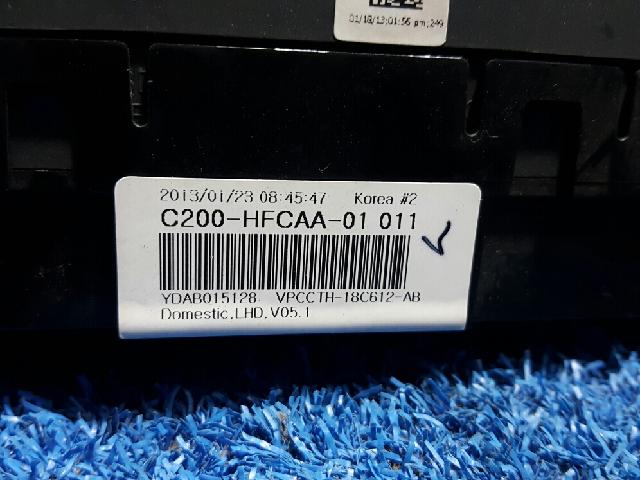 01/18/13;01:56 pm;249
2013/01/23 08:45:47 Korea #2
C200-HFCAA-01 011
YDAB015128 VPCCTH-18C612-AB
Domestic,LHD,V05.1